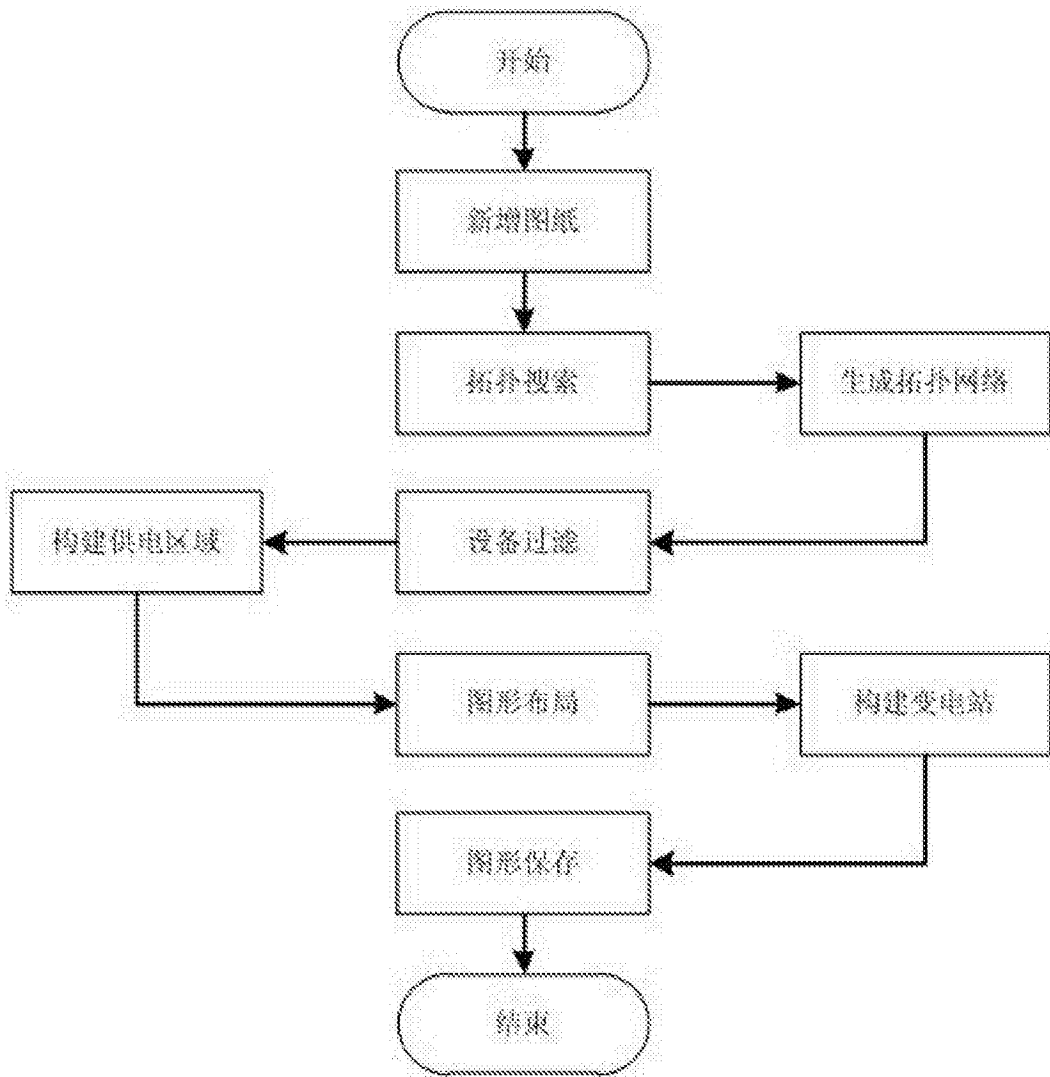 开始
新增图纸
拓扑搜索
生成拓扑网络
设备过滤
构建供电区域
图形布局
构建变电站
图形保存
结束